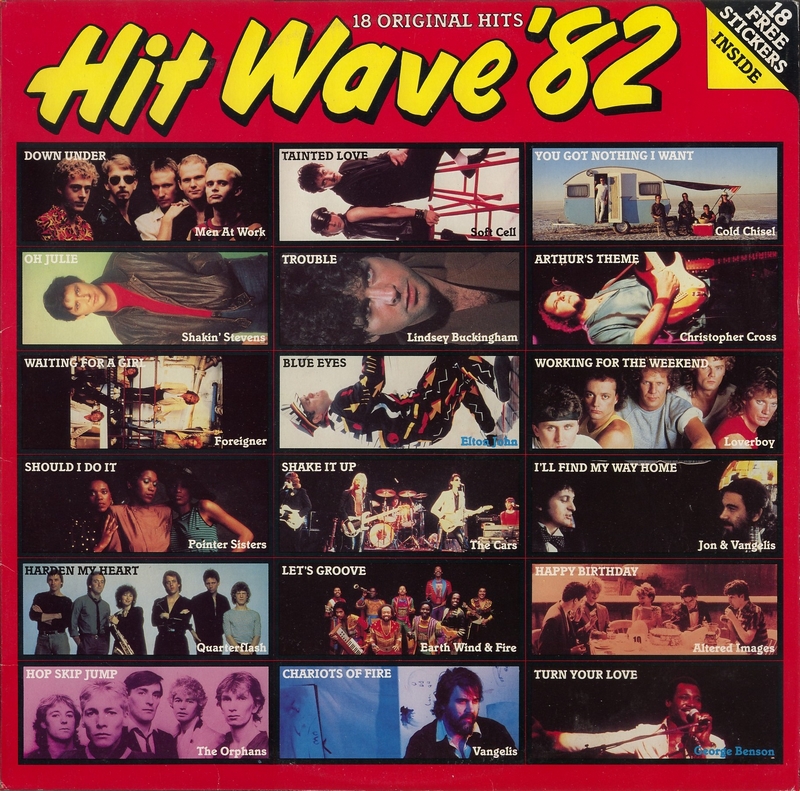 18 ORIGINAL HITS
Hit Wave '82
18 FREE STICKERS INSIDE
DOWN UNDER
Men At Work
TAINTED LOVE
Soft Cell
YOU GOT NOTHING I WANT
Cold Chisel
OH JULIE
Shakin' Stevens
TROUBLE
Lindsey Buckingham
ARTHUR'S THEME
Christopher Cross
WAITING FOR A GIRL
Foreigner
BLUE EYES
Elton John
WORKING FOR THE WEEKEND
Loverboy
SHOULD I DO IT
Pointer Sisters
SHAKE IT UP
The Cars
I'LL FIND MY WAY HOME
Jon & Vangelis
HARDEN MY HEART
Quarterflash
LET'S GROOVE
Earth Wind & Fire
HAPPY BIRTHDAY
Altered Images
HOP SKIP JUMP
The Orphans
CHARIOTS OF FIRE
Vangelis
TURN YOUR LOVE
George Benson